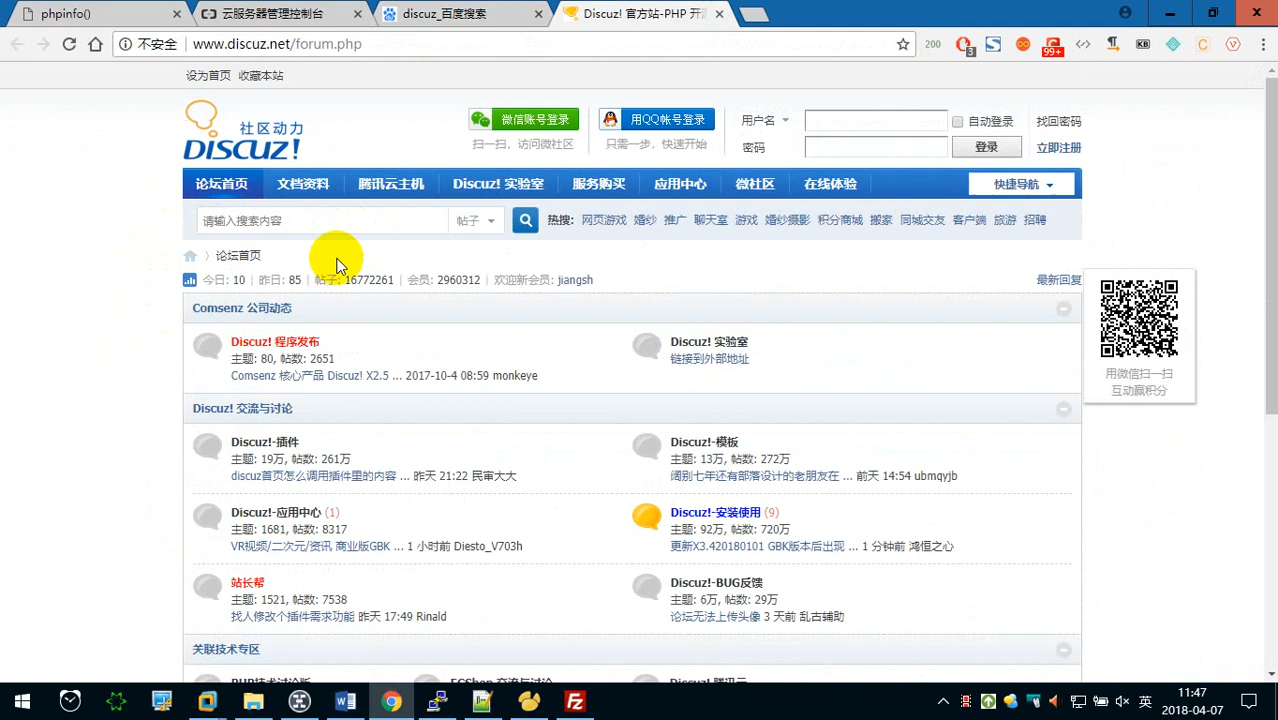 phpinfo()
云服务器管理控制台
discuz_百度搜索
Discuz! 官方站-PHP 开
不安全 www.discuz.net/forum.php
200
3
99+
KB
设为首页 收藏本站
社区动力
DISCUZ!
微信账号登录
扫一扫，访问微社区
用QQ帐号登录
只需一步，快速开始
用户名
自动登录
找回密码
密码
登录
立即注册
论坛首页 文档资料 腾讯云主机 Discuz! 实验室 服务购买 应用中心 微社区 在线体验 快捷导航
请输入搜索内容 帖子 热搜: 网页游戏 婚纱 推广 聊天室 游戏 婚纱摄影 积分商城 搬家 同城交友 客户端 旅游 招聘
论坛首页
今日: 10 | 昨日: 85 | 帖子: 16772261 | 会员: 2960312 | 欢迎新会员: jiangsh 最新回复
Comsenz 公司动态
Discuz! 程序发布
主题: 80, 帖数: 2651
Comsenz 核心产品 Discuz! X2.5 ... 2017-10-4 08:59 monkeye
Discuz! 实验室
链接到外部地址
用微信扫一扫
互动赢积分
Discuz! 交流与讨论
Discuz!-插件
主题: 19万, 帖数: 261万
discuz首页怎么调用插件里的内容 ... 昨天 21:22 民审大大
Discuz!-模板
主题: 13万, 帖数: 272万
阔别七年还有部落设计的老朋友在 ... 前天 14:54 ubmqyjb
Discuz!-应用中心 (1)
主题: 1681, 帖数: 8317
VR视频/二次元/资讯 商业版GBK ... 1 小时前 Diesto_V703h
Discuz!-安装使用 (9)
主题: 92万, 帖数: 720万
更新X3.420180101 GBK版本后出现 ... 1 分钟前 鸿恒之心
站长帮
主题: 1521, 帖数: 7538
找人修改个插件需求功能 昨天 17:49 Rinald
Discuz!-BUG反馈
主题: 6万, 帖数: 29万
论坛无法上传头像 3 天前 乱古辅助
关联技术专区
PHP技术讨论版
ECShop 交流与讨论
Discuz!腾讯云
英
11:47
2018-04-07